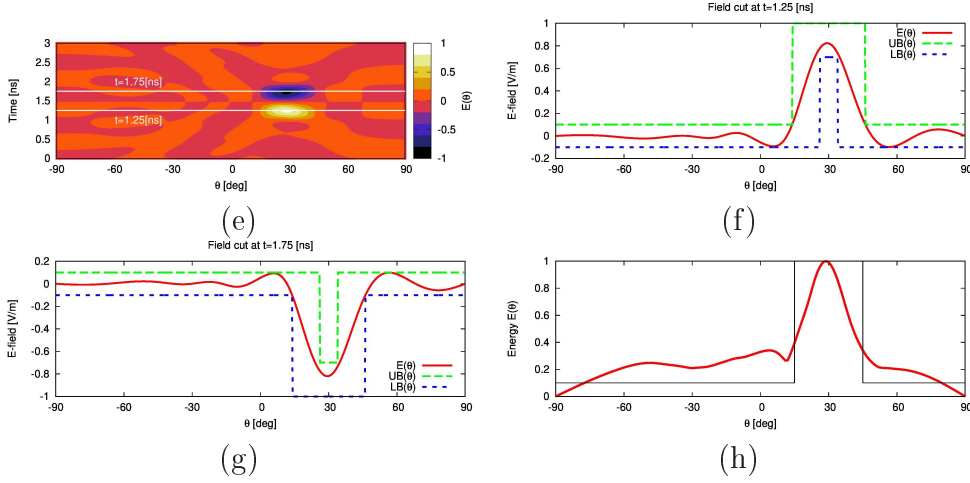 Time [ns]
3
2.5
2
1.5
1
0.5
0
t=1.75[ns]
t=1.25[ns]
-90 -60 -30 0 30 60 90
θ [deg]
1
0.5
0
-0.5
-1
E(θ)
(e)
Field cut at t=1.25 [ns]
E-field [V/m]
1
0.8
0.6
0.4
0.2
0
-0.2
E(θ)
UB(θ)
LB(θ)
-90 -60 -30 0 30 60 90
θ [deg]
(f)
Field cut at t=1.75 [ns]
E-field [V/m]
0.2
0
-0.2
-0.4
-0.6
-0.8
-1
E(θ)
UB(θ)
LB(θ)
-90 -60 -30 0 30 60 90
θ [deg]
(g)
Energy E(θ)
1
0.8
0.6
0.4
0.2
0
-90 -60 -30 0 30 60 90
θ [deg]
(h)